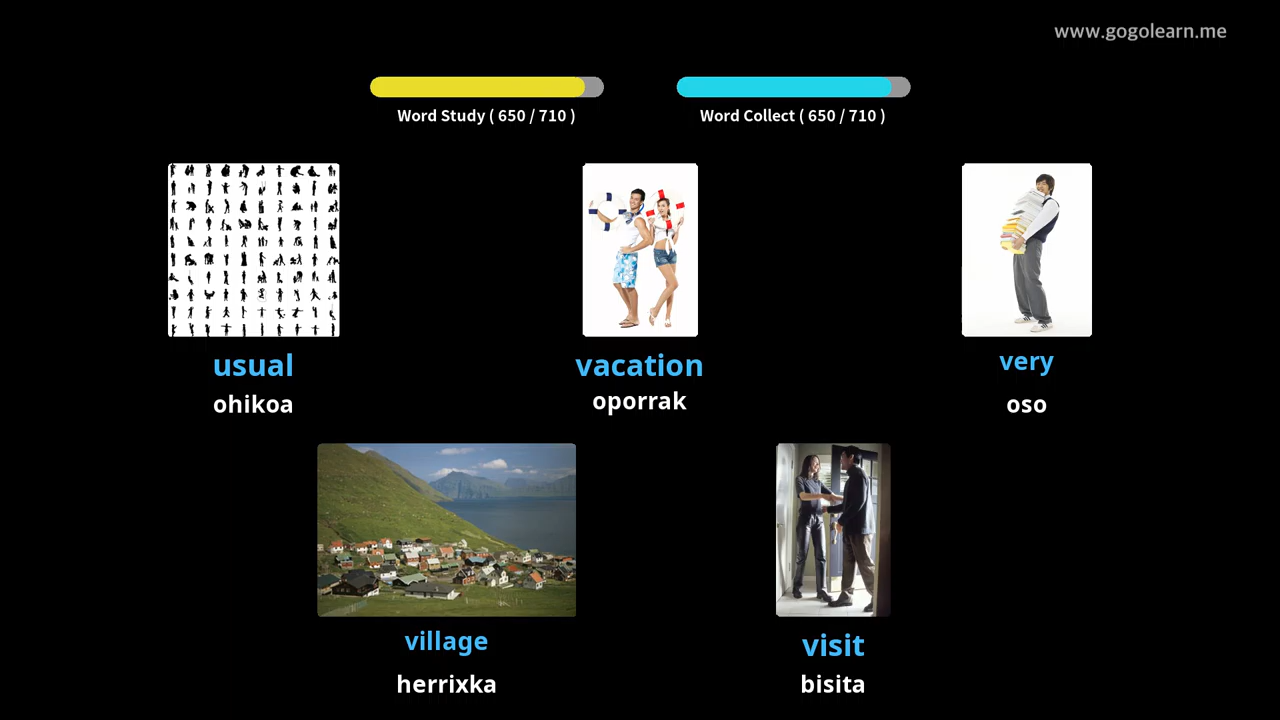 www.gogolearn.me
Word Study ( 650 / 710 )
Word Collect ( 650 / 710 )
usual
vacation
very
ohikoa
oporrak
oso
village
visit
herrixka
bisita